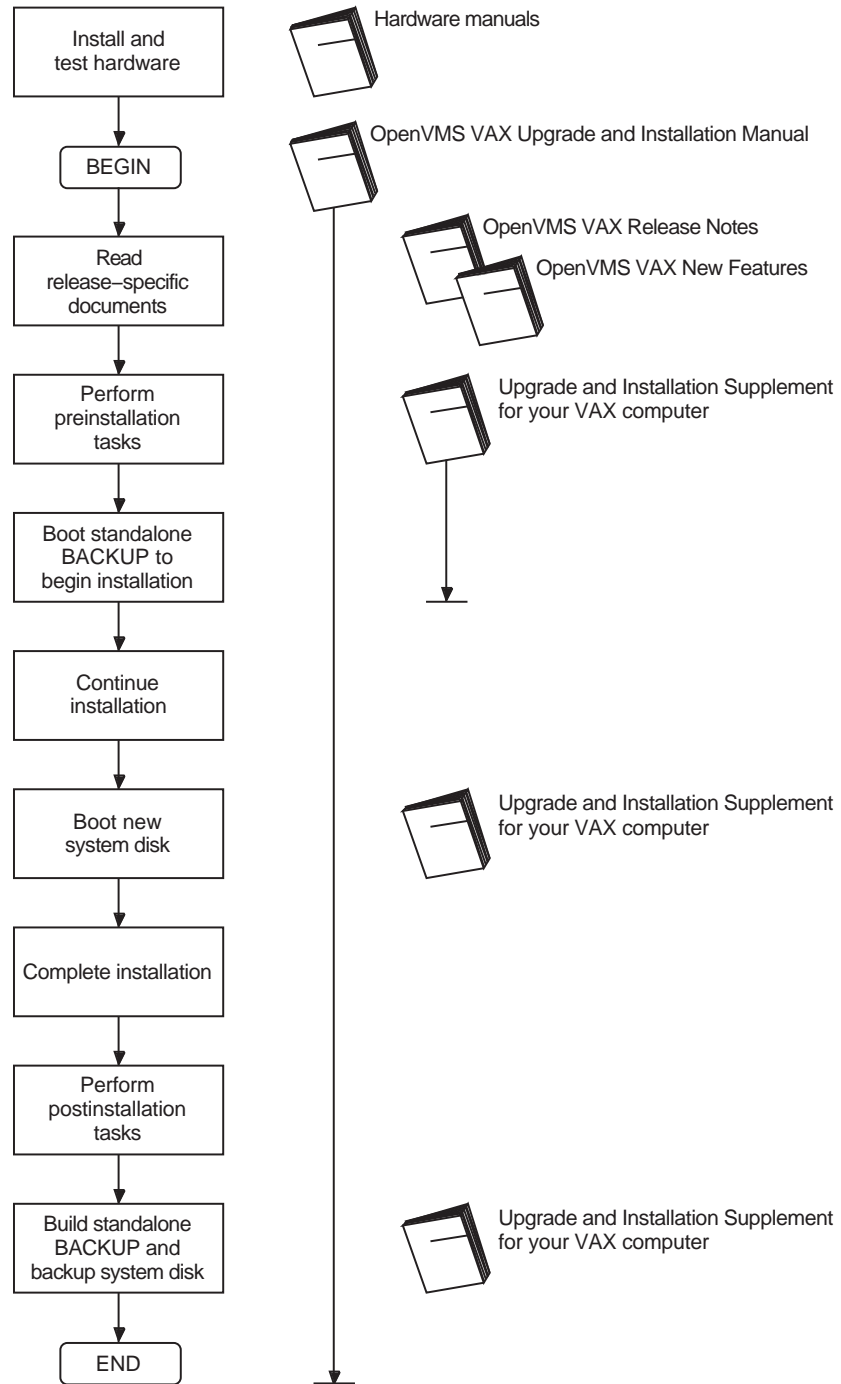 Install and
test hardware
Hardware manuals
BEGIN
OpenVMS VAX Upgrade and Installation Manual
Read
release–specific
documents
OpenVMS VAX Release Notes
OpenVMS VAX New Features
Perform
preinstallation
tasks
Upgrade and Installation Supplement
for your VAX computer
Boot standalone
BACKUP to
begin installation
Continue
installation
Boot new
system disk
Upgrade and Installation Supplement
for your VAX computer
Complete installation
Perform
postinstallation
tasks
Build standalone
BACKUP and
backup system disk
Upgrade and Installation Supplement
for your VAX computer
END